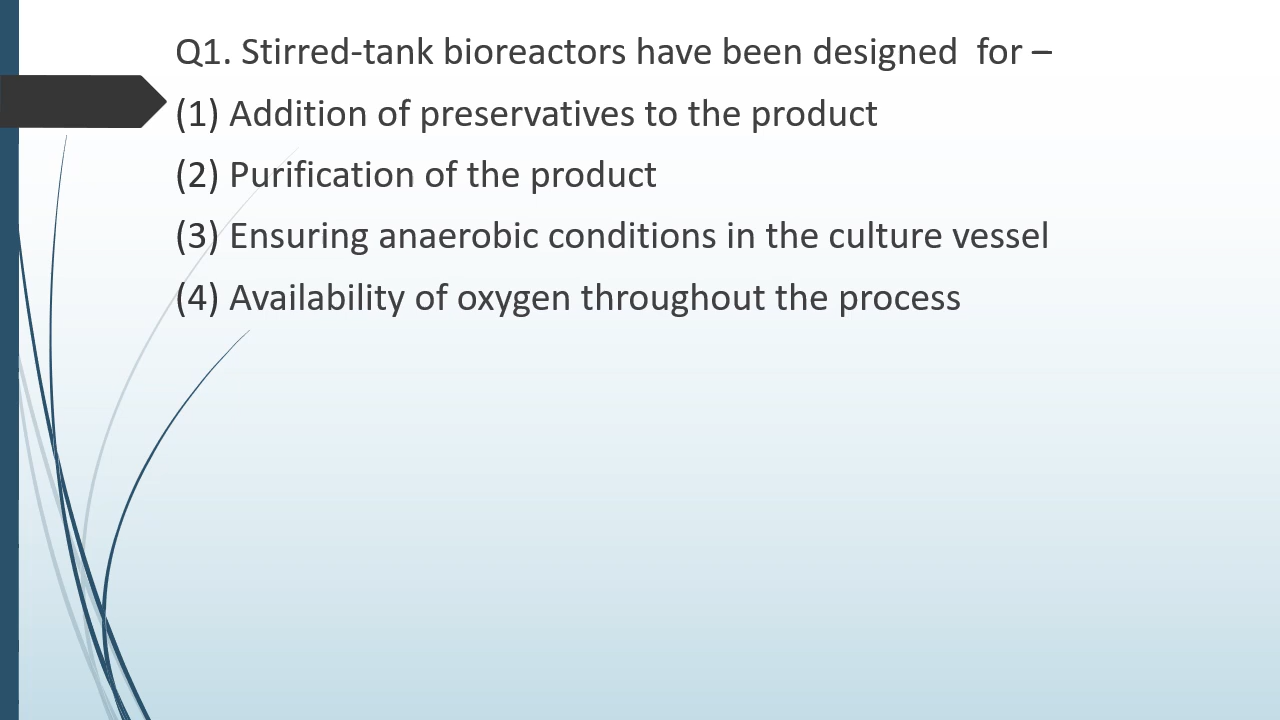 Q1. Stirred-tank bioreactors have been designed  for –
(1) Addition of preservatives to the product
(2) Purification of the product
(3) Ensuring anaerobic conditions in the culture vessel
(4) Availability of oxygen throughout the process